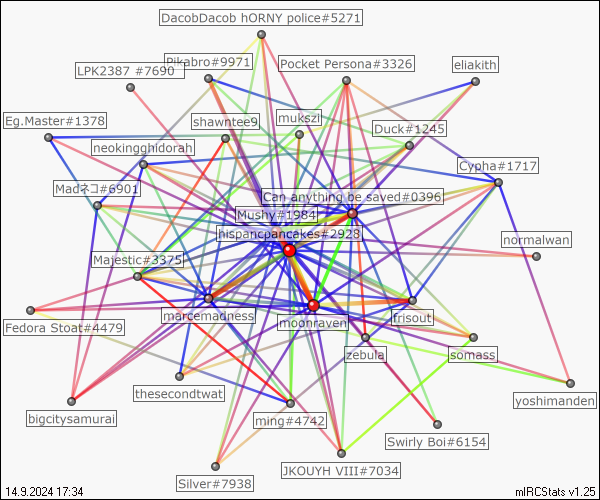 DacobDacob hORNY police#5271
Pikabro#9971
Pocket Persona#3326
eliakith
LPK2387 #7690
Eg.Master#1378
shawntee9
mukszi
Duck#1245
neokingghidorah
Cypha#1717
Madネコ#6901
Can anything be saved#0396
Mushy#1984
hispanicpancakes#2923
normalwan
Majestic#3375
marcemadness
moonraven
frisout
Fedora Stoat#4479
zebula
somass
thesecondtwat
yoshimanden
bigcitysamurai
ming#4742
Swirly Boi#6154
Silver#7938
JKOUYH VIII#7034
14.9.2024 17:34
mIRCStats v1.25